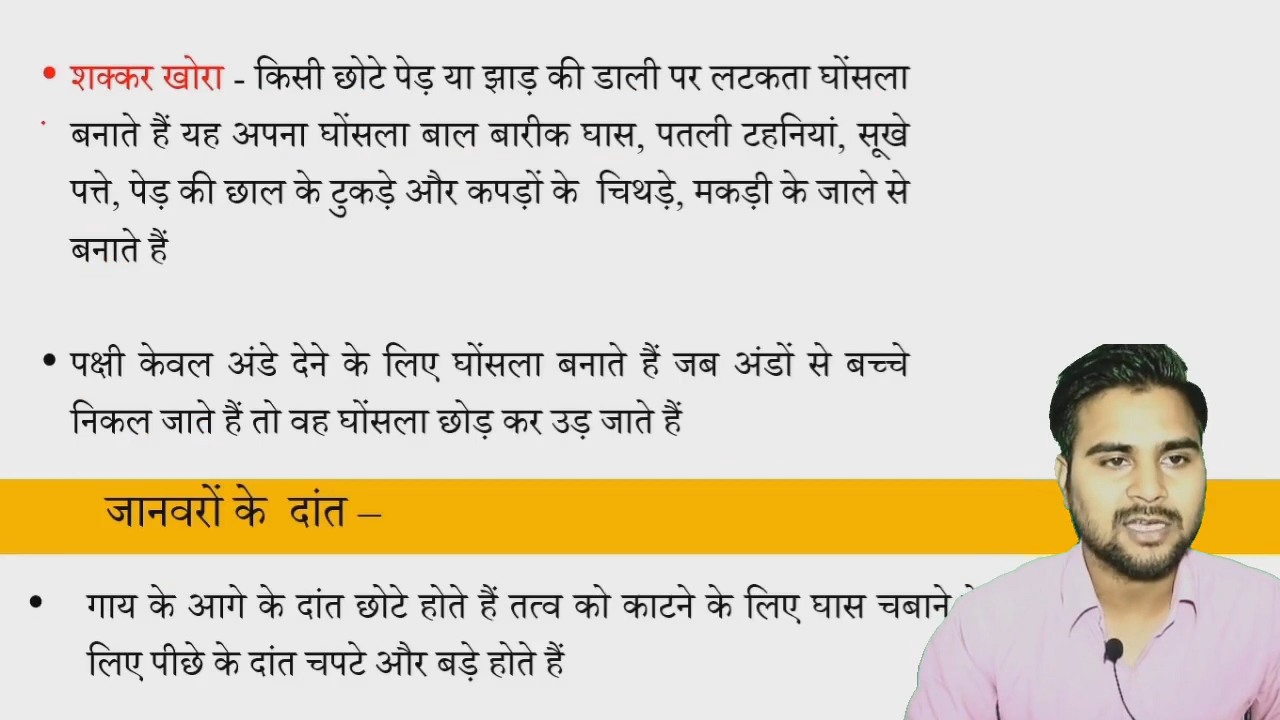 • शक्कर खोरा - किसी छोटे पेड़ या झाड़ की डाली पर लटकता घोंसला
बनाते हैं यह अपना घोंसला बाल बारीक घास, पतली टहनियां, सूखे
पत्ते, पेड़ की छाल के टुकड़े और कपड़ों के चिथड़े, मकड़ी के जाले से
बनाते हैं
• पक्षी केवल अंडे देने के लिए घोंसला बनाते हैं जब अंडों से बच्चे
निकल जाते हैं तो वह घोंसला छोड़ कर उड़ जाते हैं
जानवरों के दांत –
• गाय के आगे के दांत छोटे होते हैं तत्व को काटने के लिए घास चबाने
लिए पीछे के दांत चपटे और बड़े होते हैं